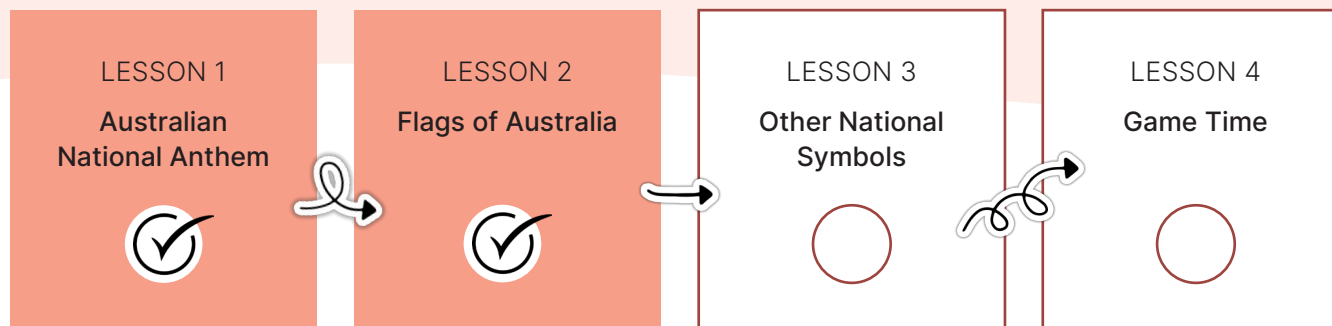 LESSON 1
Australian
National Anthem
LESSON 2
Flags of Australia
LESSON 3
Other National
Symbols
LESSON 4
Game Time